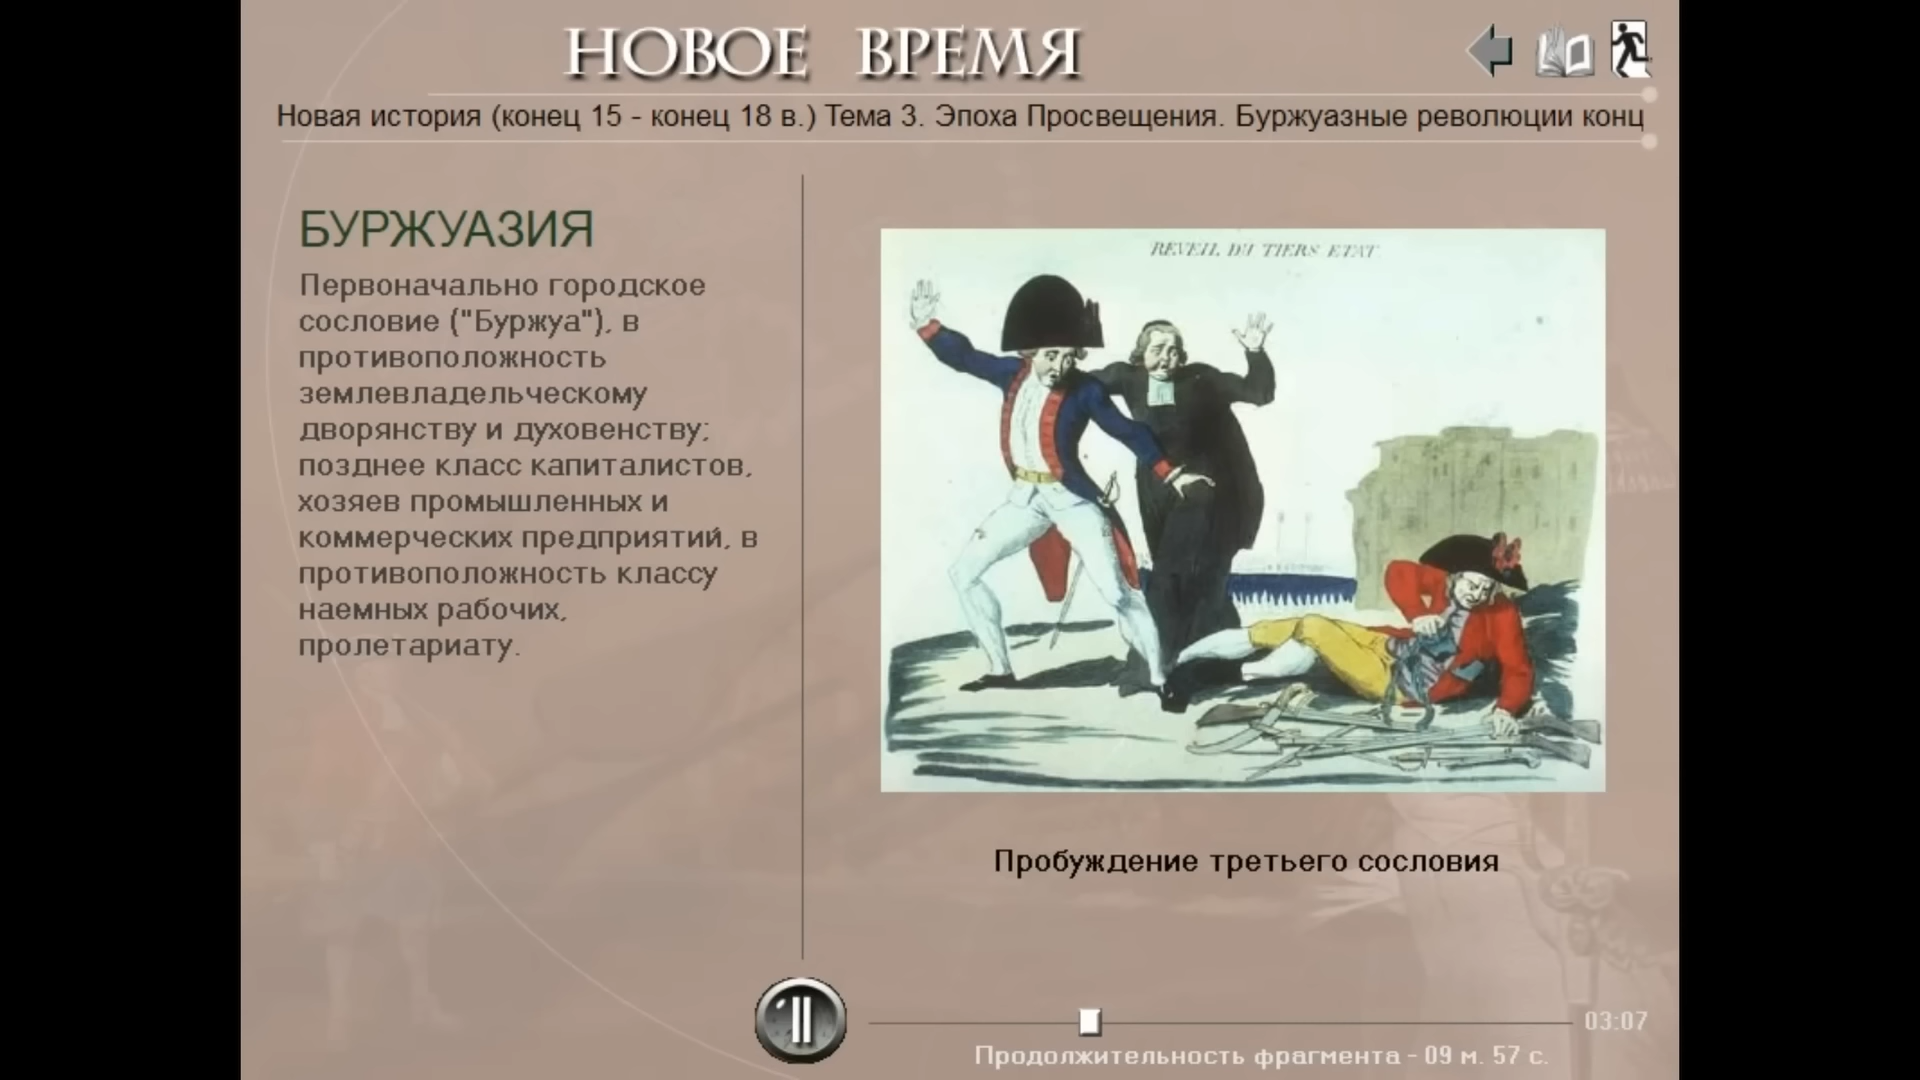 НОВОЕ ВРЕМЯ
Новая история (конец 15 - конец 18 в.) Тема 3. Эпоха Просвещения. Буржуазные революции конц
БУРЖУАЗИЯ
Первоначально городское
сословие ("Буржуа"), в
противоположность
землевладельческому
дворянству и духовенству;
позднее класс капиталистов,
хозяев промышленных и
коммерческих предприятий, в
противоположность классу
наемных рабочих,
пролетариату.
REVEIL DU TIERS ETAT
Пробуждение третьего сословия
03:07
Продолжительность фрагмента - 09 м. 57 с.